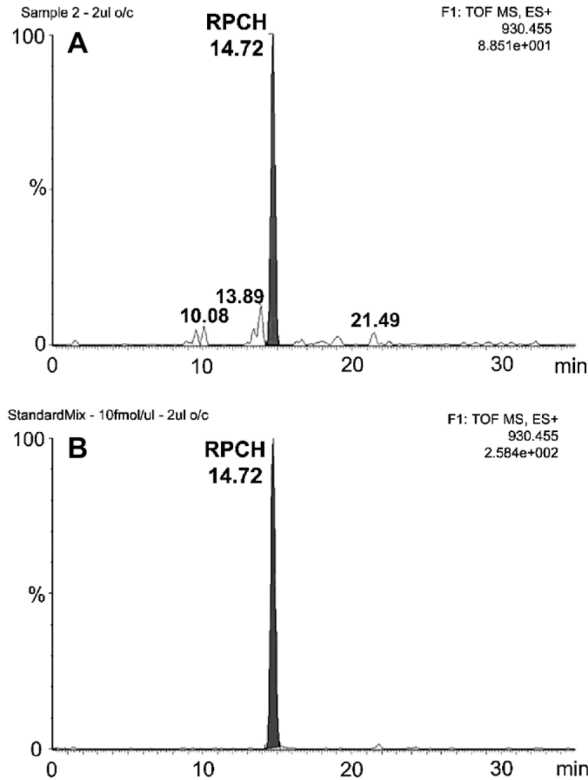 Sample 2 - 2ul o/c
F1: TOF MS, ES+
930.455
8.851e+001
A
RPCH
14.72
100
%
0
10.08
13.89
21.49
0 10 20 30 min
StandardMix - 10fmol/ul - 2ul o/c
F1: TOF MS, ES+
930.455
2.584e+002
B
RPCH
14.72
100
%
0
0 10 20 30 min